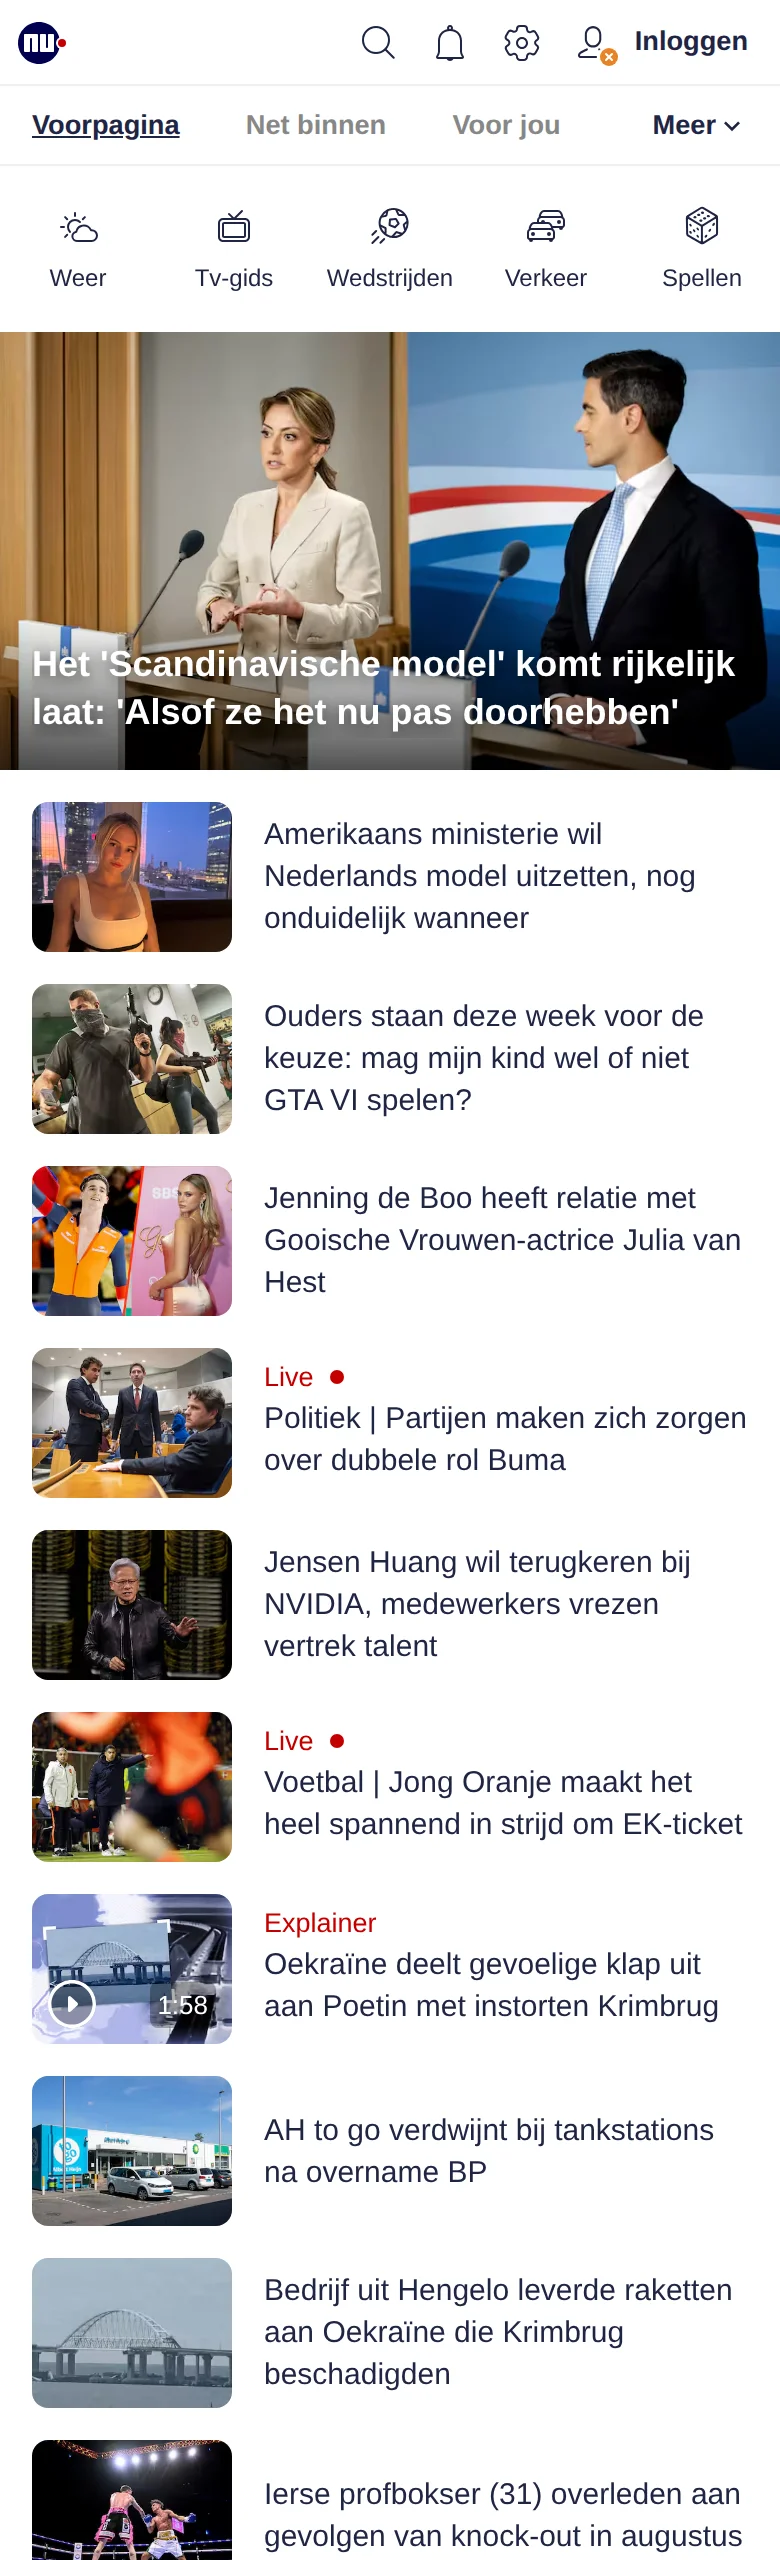 nu
Inloggen
Voorpagina
Net binnen
Voor jou
Meer
Weer
Tv-gids
Wedstrijden
Verkeer
Spellen
Het 'Scandinavische model' komt rijkelijk
laat: 'Alsof ze het nu pas doorhebben'
Amerikaans ministerie wil
Nederlands model uitzetten, nog
onduidelijk wanneer
Ouders staan deze week voor de
keuze: mag mijn kind wel of niet
GTA VI spelen?
Jenning de Boo heeft relatie met
Gooische Vrouwen-actrice Julia van
Hest
Live
Politiek | Partijen maken zich zorgen
over dubbele rol Buma
Jensen Huang wil terugkeren bij
NVIDIA, medewerkers vrezen
vertrek talent
Live
Voetbal | Jong Oranje maakt het
heel spannend in strijd om EK-ticket
1:58
Explainer
Oekraïne deelt gevoelige klap uit
aan Poetin met instorten Krimbrug
AH to go verdwijnt bij tankstations
na overname BP
Bedrijf uit Hengelo leverde raketten
aan Oekraïne die Krimbrug
beschadigden
Ierse profbokser (31) overleden aan
gevolgen van knock-out in augustus